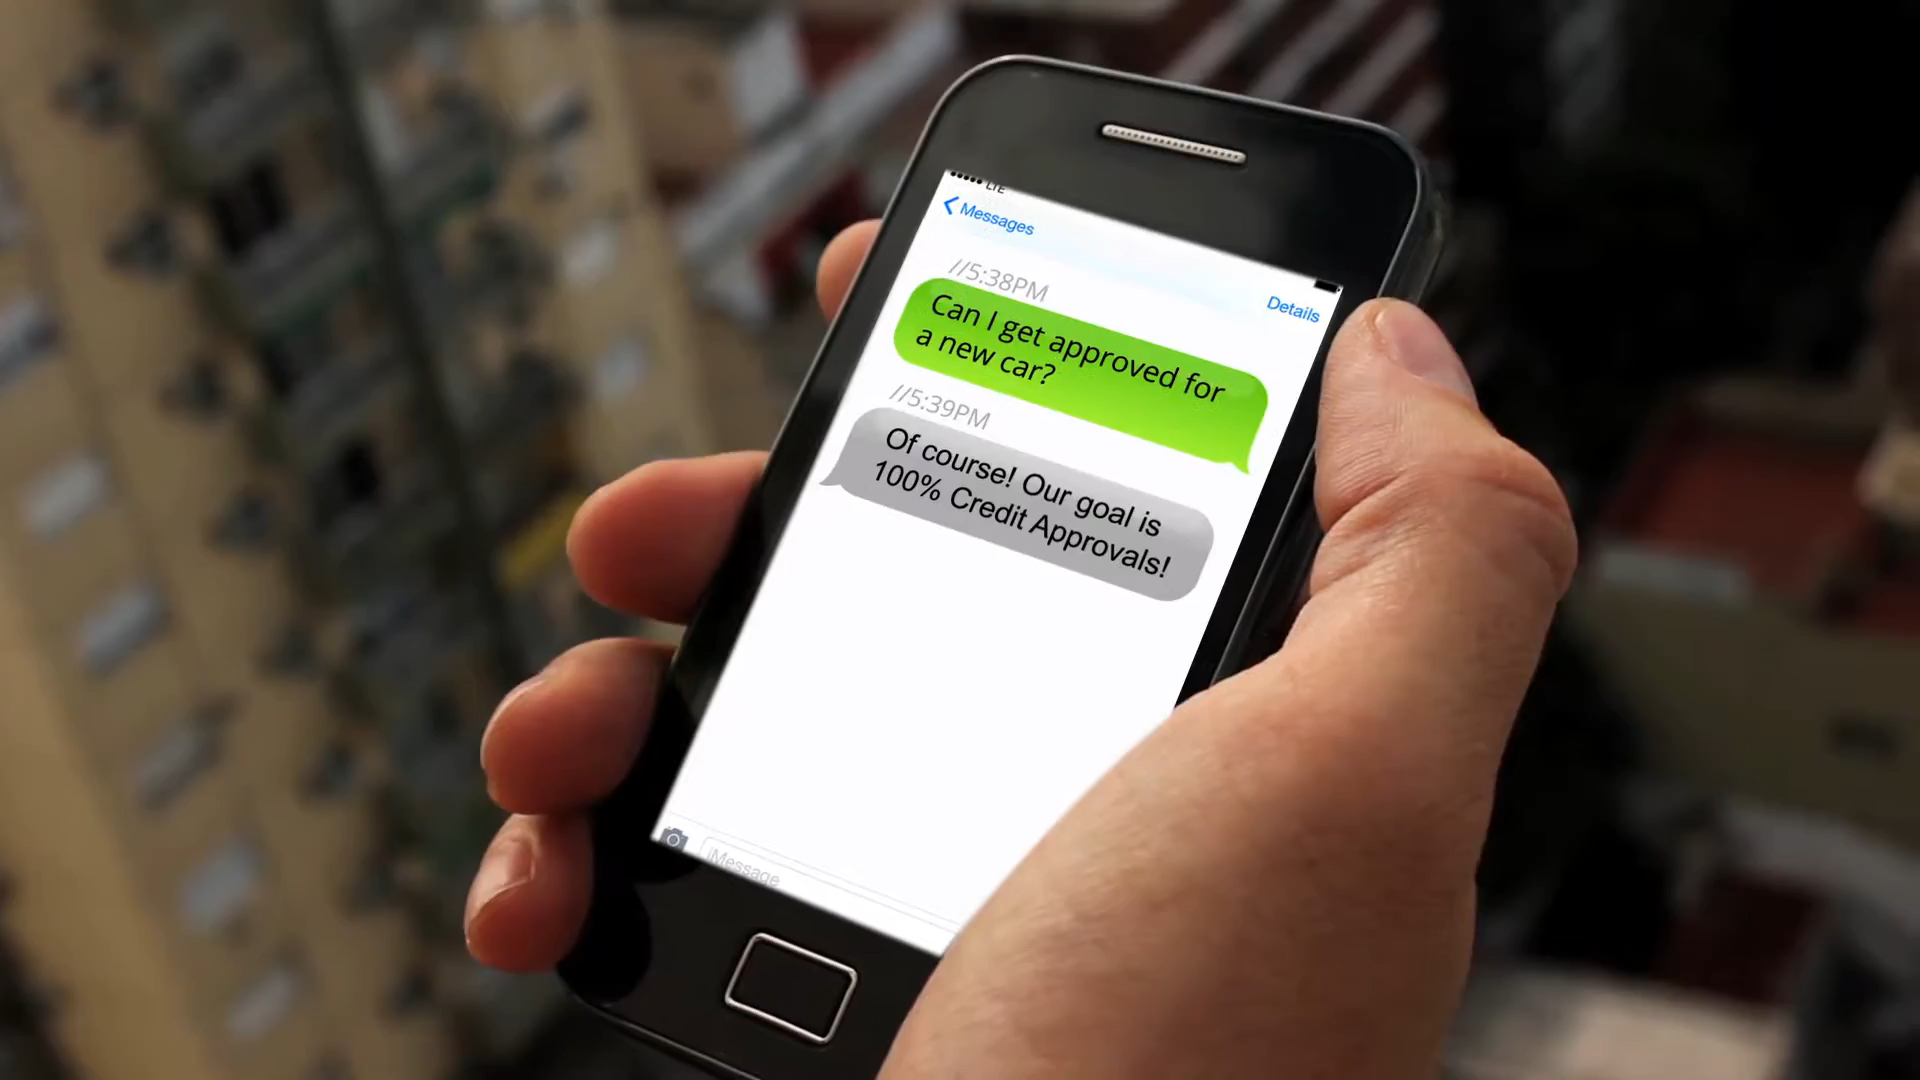 LTE
Messages
Details
//5:38PM
Can I get approved for
a new car?
//5:39PM
Of course! Our goal is
100% Credit Approvals!
iMessage